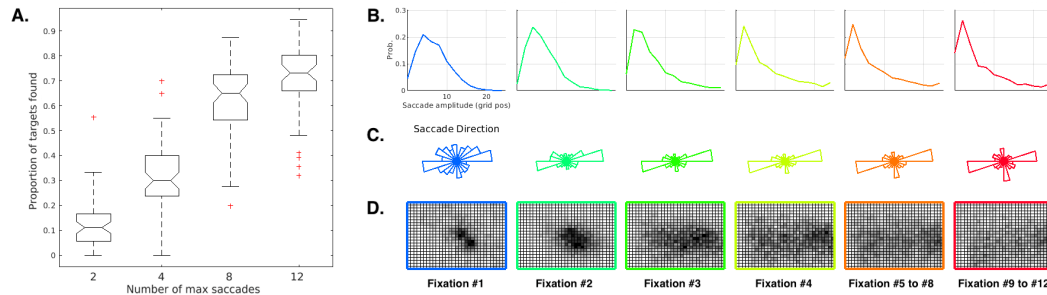 A.
Proportion of targets found
0.9
0.8
0.7
0.6
0.5
0.4
0.3
0.2
0.1
0
2 4 8 12
Number of max saccades
B.
Prob.
0.3
0.2
0.1
0
10 20
Saccade amplitude (grid pos)
C.
Saccade Direction
D.
Fixation #1 Fixation #2 Fixation #3 Fixation #4 Fixation #5 to #8 Fixation #9 to #12